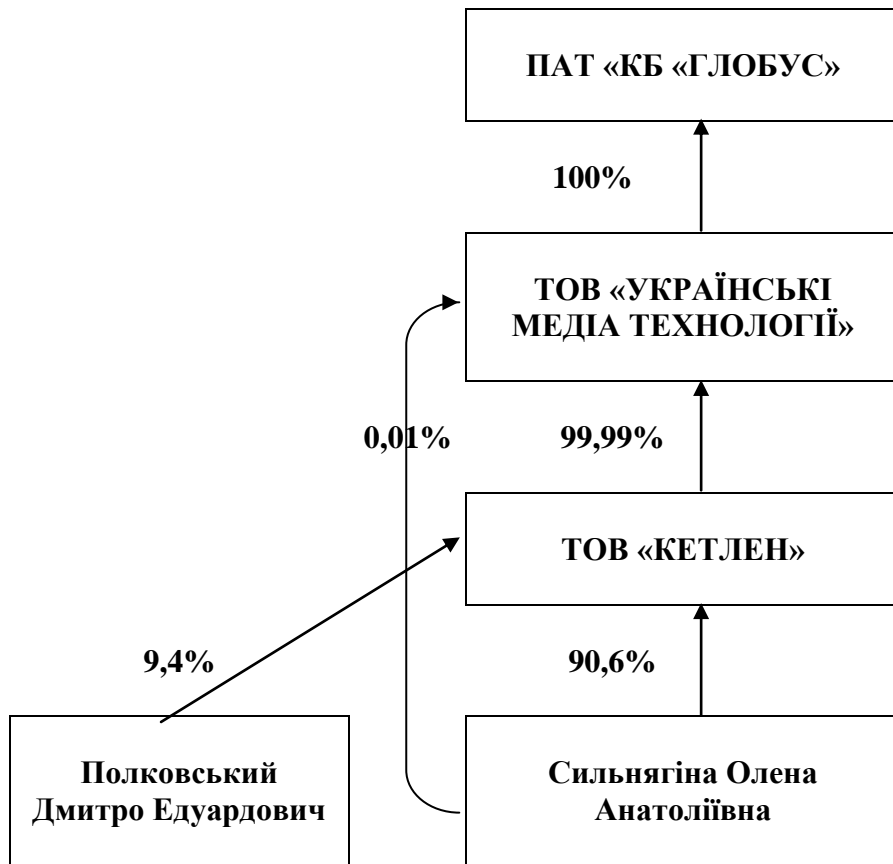 ПАТ «КБ «ГЛОБУС»
100%
ТОВ «УКРАЇНСЬКІ
МЕДІА ТЕХНОЛОГІЇ»
0,01%
99,99%
ТОВ «КЕТЛЕН»
9,4%
90,6%
Полковський
Дмитро Едуардович
Сильнягіна Олена
Анатоліївна